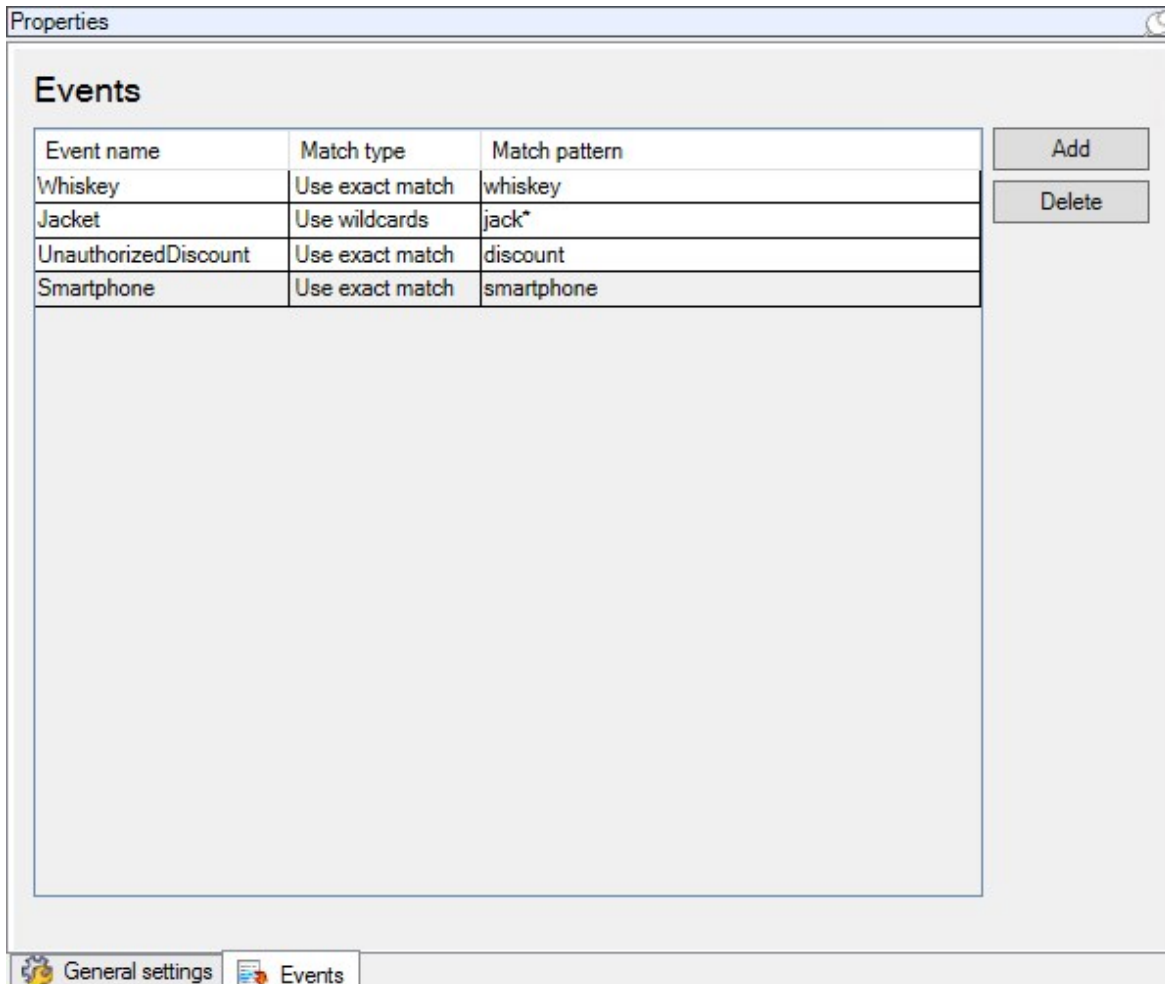 Properties
Events
Event name Match type Match pattern
Add
Whiskey Use exact match whiskey
Delete
Jacket Use wildcards jack*
UnauthorizedDiscount Use exact match discount
Smartphone Use exact match smartphone
General settings Events